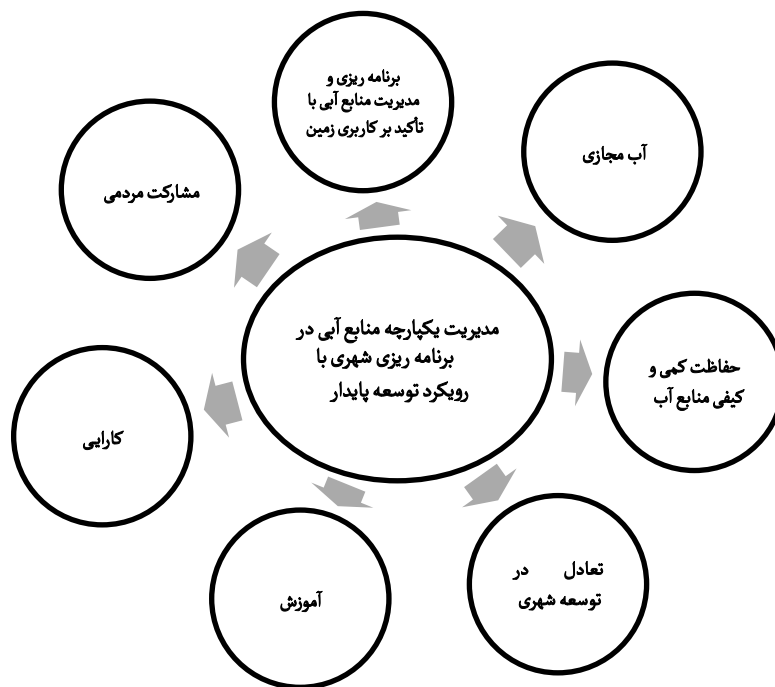 برنامه ریزی و
مدیریت منابع آبی با
تأکید بر کاربری زمین
آب مجازی
مشارکت مردمی
مدیریت یکپارچه منابع آبی در
برنامه ریزی شهری با
رویکرد توسعه پایدار
حفاظت کمی و
کیفی منابع آب
کارایی
تعادل در
توسعه شهری
آموزش